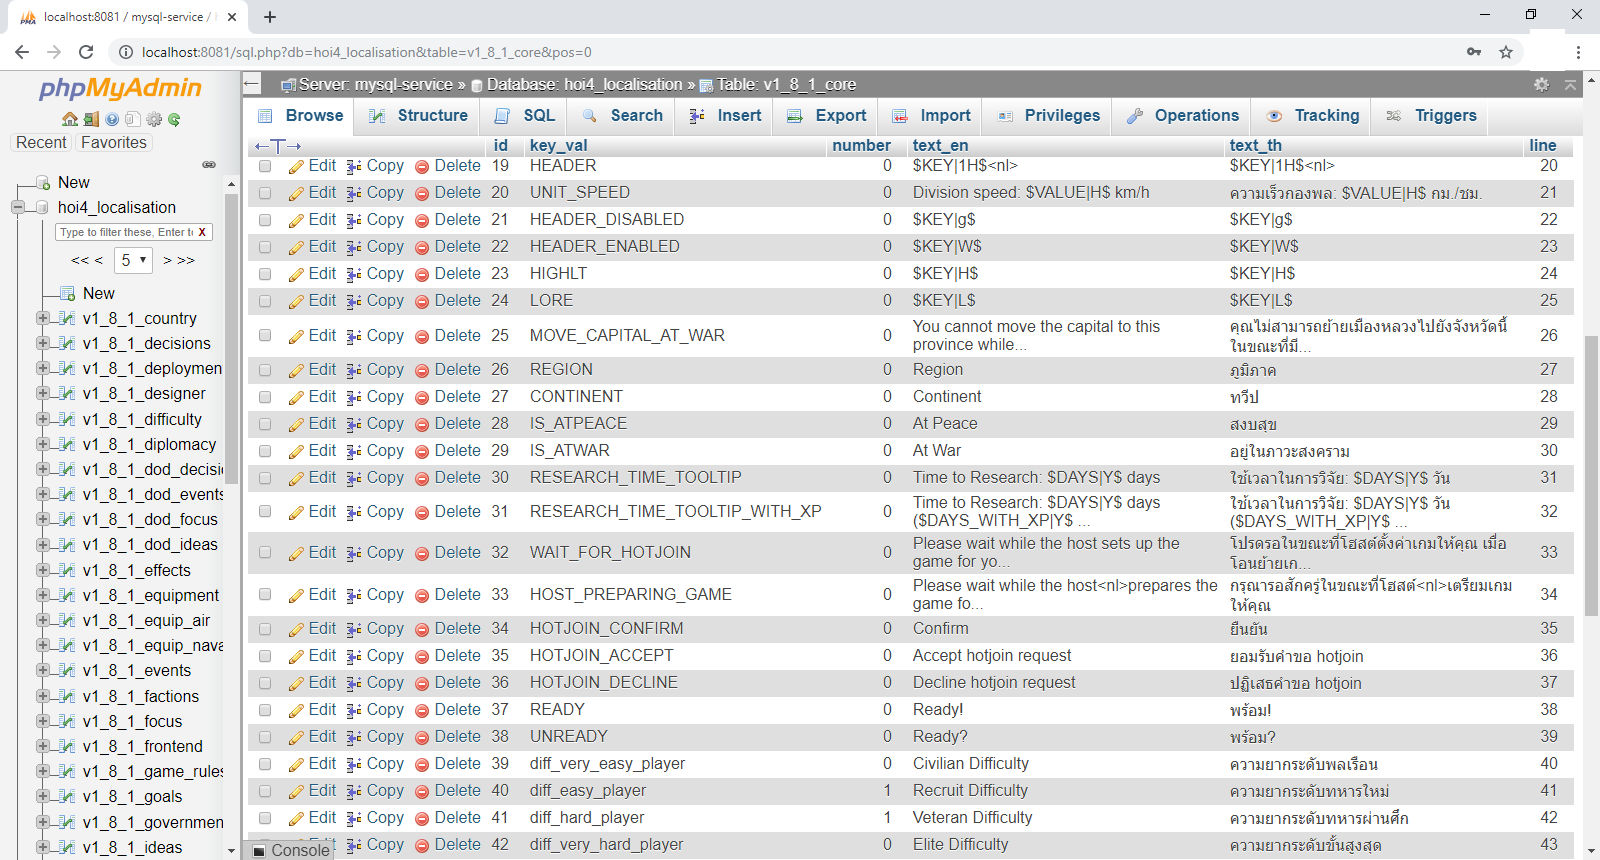 PMA
localhost:8081 / mysql-service /
localhost:8081/sql.php?db=hoi4_localisation&table=v1_8_1_core&pos=0
phpMyAdmin
Recent Favorites
New
hoi4_localisation
Type to filter these, Enter to X
<< < 5 > >>
New
v1_8_1_country
v1_8_1_decisions
v1_8_1_deploymen
v1_8_1_designer
v1_8_1_difficulty
v1_8_1_diplomacy
v1_8_1_dod_decisi
v1_8_1_dod_events
v1_8_1_dod_focus
v1_8_1_dod_ideas
v1_8_1_effects
v1_8_1_equipment
v1_8_1_equip_air
v1_8_1_equip_nava
v1_8_1_events
v1_8_1_factions
v1_8_1_focus
v1_8_1_frontend
v1_8_1_game_rules
v1_8_1_goals
v1_8_1_governmen
v1_8_1_ideas
Server: mysql-service » Database: hoi4_localisation » Table: v1_8_1_core
Browse Structure SQL Search Insert Export Import Privileges Operations Tracking Triggers
←T→ id key_val number text_en text_th line
Edit Copy Delete 19 HEADER 0 $KEY|1H$<nl> $KEY|1H$<nl> 20
Edit Copy Delete 20 UNIT_SPEED 0 Division speed: $VALUE|H$ km/h ความเร็วกองพล: $VALUE|H$ กม./ชม. 21
Edit Copy Delete 21 HEADER_DISABLED 0 $KEY|g$ $KEY|g$ 22
Edit Copy Delete 22 HEADER_ENABLED 0 $KEY|W$ $KEY|W$ 23
Edit Copy Delete 23 HIGHLT 0 $KEY|H$ $KEY|H$ 24
Edit Copy Delete 24 LORE 0 $KEY|L$ $KEY|L$ 25
Edit Copy Delete 25 MOVE_CAPITAL_AT_WAR 0 You cannot move the capital to this คุณไม่สามารถย้ายเมืองหลวงไปยังจังหวัดนี้ 26
province while... ในขณะที่มี...
Edit Copy Delete 26 REGION 0 Region ภูมิภาค 27
Edit Copy Delete 27 CONTINENT 0 Continent ทวีป 28
Edit Copy Delete 28 IS_ATPEACE 0 At Peace สงบสุข 29
Edit Copy Delete 29 IS_ATWAR 0 At War อยู่ในภาวะสงคราม 30
Edit Copy Delete 30 RESEARCH_TIME_TOOLTIP 0 Time to Research: $DAYS|Y$ days ใช้เวลาในการวิจัย: $DAYS|Y$ วัน 31
Edit Copy Delete 31 RESEARCH_TIME_TOOLTIP_WITH_XP 0 Time to Research: $DAYS|Y$ days ใช้เวลาในการวิจัย: $DAYS|Y$ วัน 32
($DAYS_WITH_XP|Y$ ... ($DAYS_WITH_XP|Y$ ...
Edit Copy Delete 32 WAIT_FOR_HOTJOIN 0 Please wait while the host sets up the โปรดรอในขณะที่โฮสต์ตั้งค่าเกมให้คุณ เมื่อ 33
game for yo... โอนย้ายเก...
Edit Copy Delete 33 HOST_PREPARING_GAME 0 Please wait while the host<nl>prepares the กรุณารอสักครู่ในขณะที่โฮสต์<nl>เตรียมเกม 34
game fo... ให้คุณ
Edit Copy Delete 34 HOTJOIN_CONFIRM 0 Confirm ยืนยัน 35
Edit Copy Delete 35 HOTJOIN_ACCEPT 0 Accept hotjoin request ยอมรับคำขอ hotjoin 36
Edit Copy Delete 36 HOTJOIN_DECLINE 0 Decline hotjoin request ปฏิเสธคำขอ hotjoin 37
Edit Copy Delete 37 READY 0 Ready! พร้อม! 38
Edit Copy Delete 38 UNREADY 0 Ready? พร้อม? 39
Edit Copy Delete 39 diff_very_easy_player 0 Civilian Difficulty ความยากระดับพลเรือน 40
Edit Copy Delete 40 diff_easy_player 1 Recruit Difficulty ความยากระดับทหารใหม่ 41
Edit Copy Delete 41 diff_hard_player 1 Veteran Difficulty ความยากระดับทหารผ่านศึก 42
Edit Copy Delete 42 diff_very_hard_player 0 Elite Difficulty ความยากระดับขั้นสูงสุด 43
Console